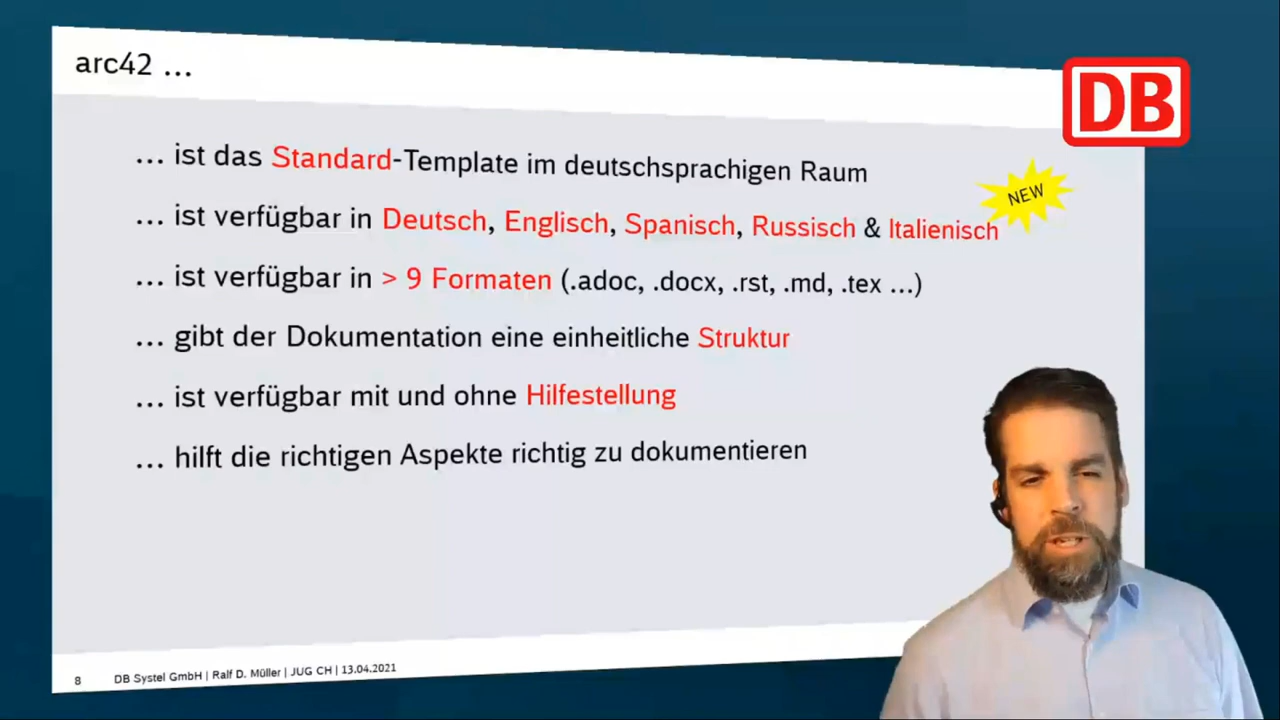 arc42 ...
DB
... ist das Standard-Template im deutschsprachigen Raum
NEW
... ist verfügbar in Deutsch, Englisch, Spanisch, Russisch & Italienisch
... ist verfügbar in > 9 Formaten (.adoc, .docx, .rst, .md, .tex ...)
... gibt der Dokumentation eine einheitliche Struktur
... ist verfügbar mit und ohne Hilfestellung
... hilft die richtigen Aspekte richtig zu dokumentieren
8 DB Systel GmbH | Ralf D. Müller | JUG CH | 13.04.2021